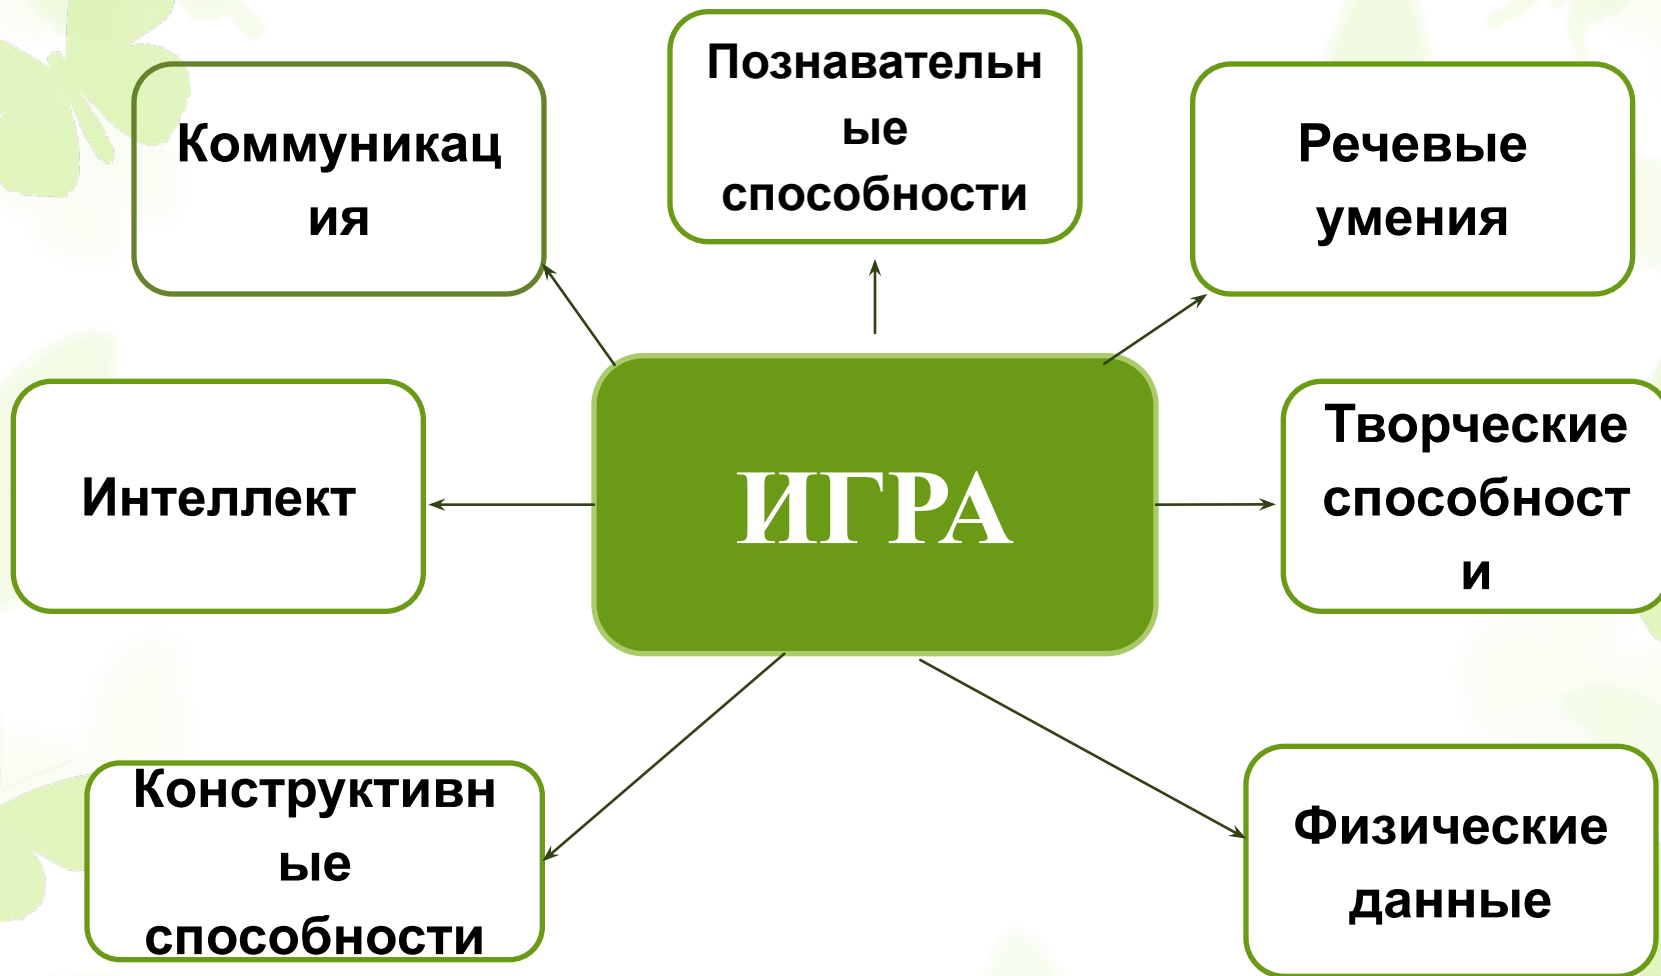 Познавательн
ые
способности
Коммуникац
ия
Речевые
умения
Интеллект
ИГРА
Творческие
способност
и
Конструктивн
ые
способности
Физические
данные